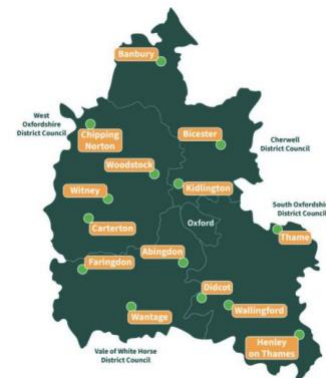 Banbury
West
Oxfordshire
District Council
Chipping
Norton
Bicester
Cherwell
District Council
Woodstock
Kidlington
Witney
South Oxfordshire
District Council
Carterton
Oxford
Thame
Abingdon
Faringdon
Didcot
Wallingford
Wantage
Henley
on Thames
Vale of White Horse
District Council